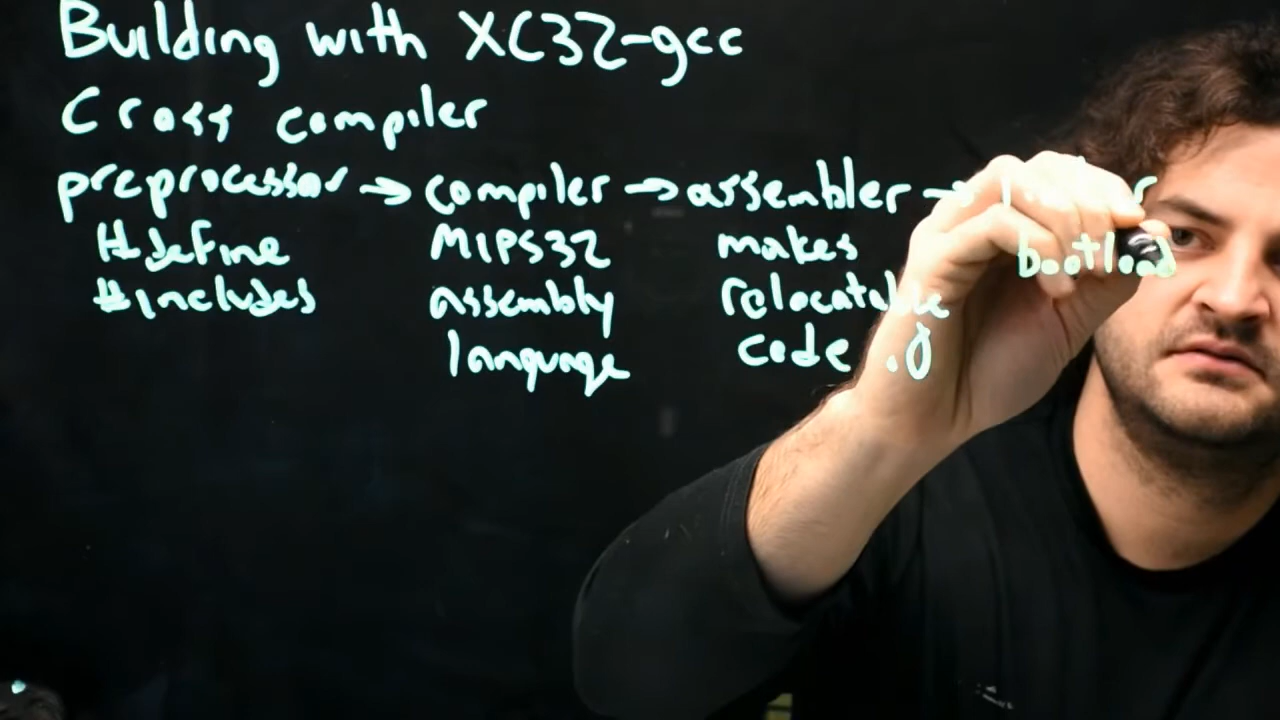 Building with XC32-gcc
Cross compiler
preprocessor → compiler → assembler →
#define MIPS32 makes bootload
#includes assembly relocatable
language code .o